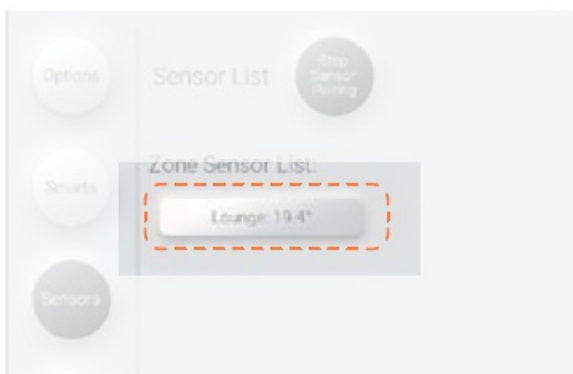 Options
Sensor List
Stop
Sensor
Pairing
Zone Sensor List:
Smarts
Lounge: 19.4°
Sensors